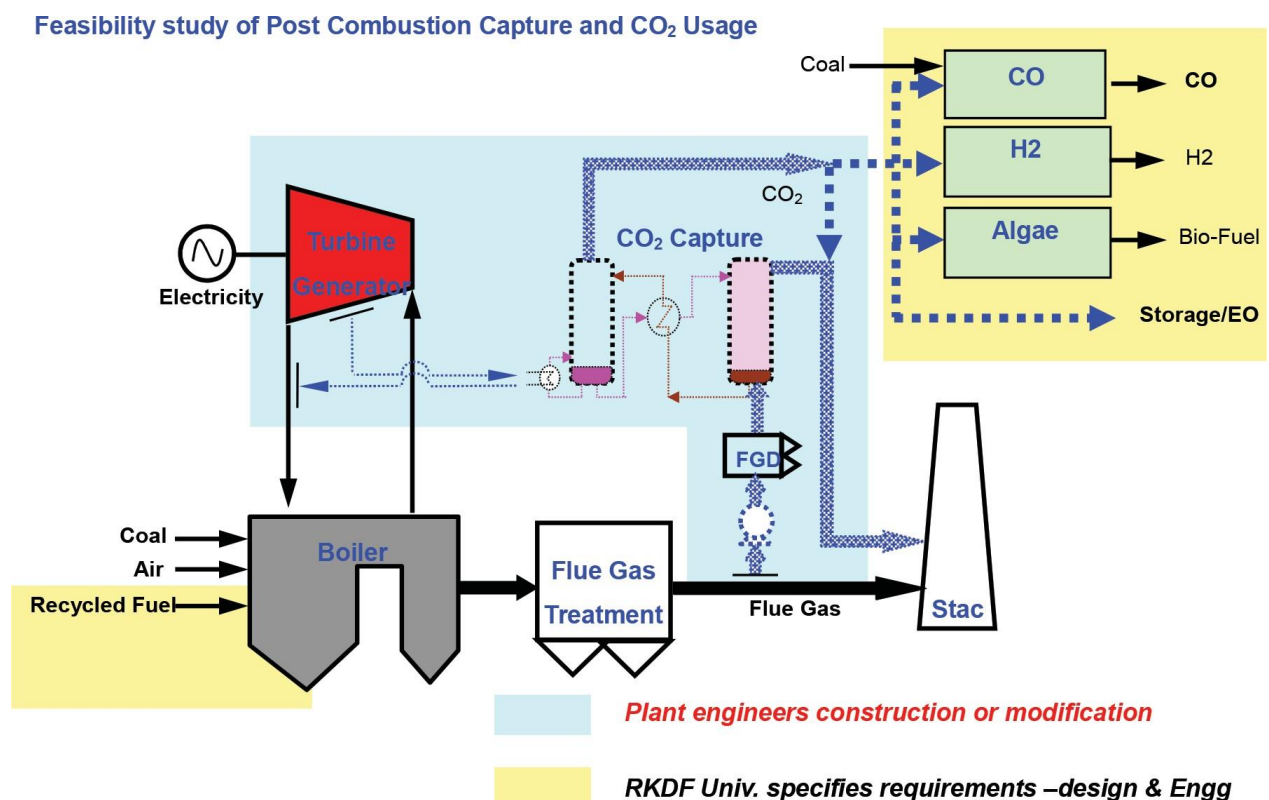 Feasibility study of Post Combustion Capture and CO₂ Usage
Coal
CO
CO
H2
H2
CO₂
Algae
Bio-Fuel
Storage/EO
Turbine
Generator
Electricity
CO₂ Capture
FGD
Coal
Air
Recycled Fuel
Boiler
Flue Gas
Treatment
Flue Gas
Stac
Plant engineers construction or modification
RKDF Univ. specifies requirements –design & Engg